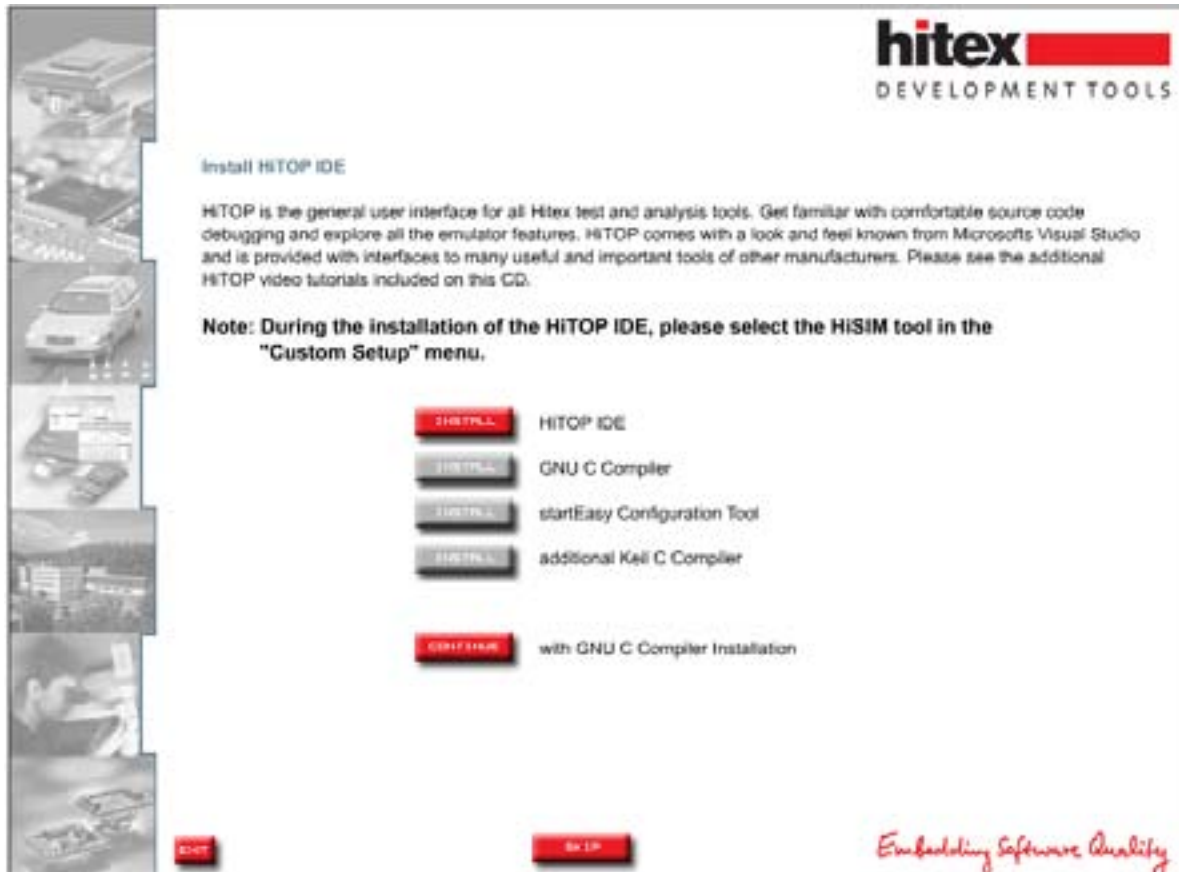 hitex
DEVELOPMENT TOOLS
Install HiTOP IDE
HiTOP is the general user interface for all Hitex test and analysis tools. Get familiar with comfortable source code
debugging and explore all the emulator features. HiTOP comes with a look and feel known from Microsofts Visual Studio
and is provided with interfaces to many useful and important tools of other manufacturers. Please see the additional
HiTOP video tutorials included on this CD.
Note: During the installation of the HiTOP IDE, please select the HiSIM tool in the
"Custom Setup" menu.
INSTALL HiTOP IDE
INSTALL GNU C Compiler
INSTALL startEasy Configuration Tool
INSTALL additional Keil C Compiler
CONTINUE with GNU C Compiler Installation
EXIT
SKIP
Embedding Software Quality